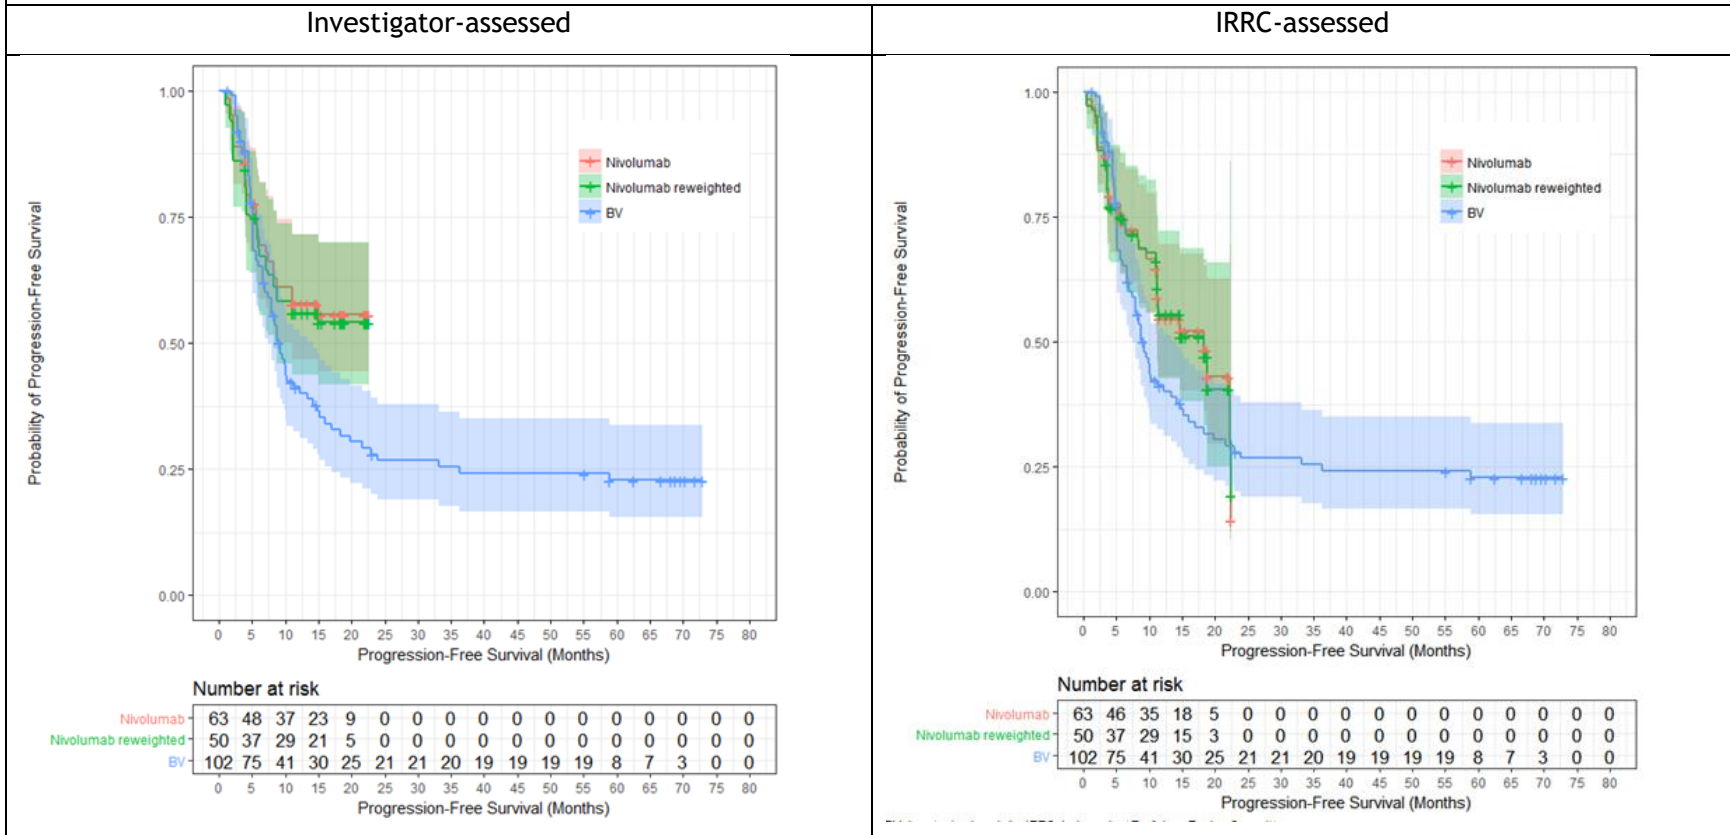 Investigator-assessed
IRRC-assessed
Probability of Progression-Free Survival
1.00
0.75
0.50
0.25
0.00
Nivolumab
Nivolumab reweighted
BV
0 5 10 15 20 25 30 35 40 45 50 55 60 65 70 75 80
Progression-Free Survival (Months)
Number at risk
Nivolumab 63 48 37 23 9 0 0 0 0 0 0 0 0 0 0 0 0
Nivolumab reweighted 50 37 29 21 5 0 0 0 0 0 0 0 0 0 0 0 0
BV 102 75 41 30 25 21 21 20 19 19 19 19 8 7 3 0 0
0 5 10 15 20 25 30 35 40 45 50 55 60 65 70 75 80
Progression-Free Survival (Months)
Probability of Progression-Free Survival
1.00
0.75
0.50
0.25
0.00
Nivolumab
Nivolumab reweighted
BV
0 5 10 15 20 25 30 35 40 45 50 55 60 65 70 75 80
Progression-Free Survival (Months)
Number at risk
Nivolumab 63 46 35 18 5 0 0 0 0 0 0 0 0 0 0 0 0
Nivolumab reweighted 50 37 29 15 3 0 0 0 0 0 0 0 0 0 0 0 0
BV 102 75 41 30 25 21 21 20 19 19 19 19 8 7 3 0 0
0 5 10 15 20 25 30 35 40 45 50 55 60 65 70 75 80
Progression-Free Survival (Months)